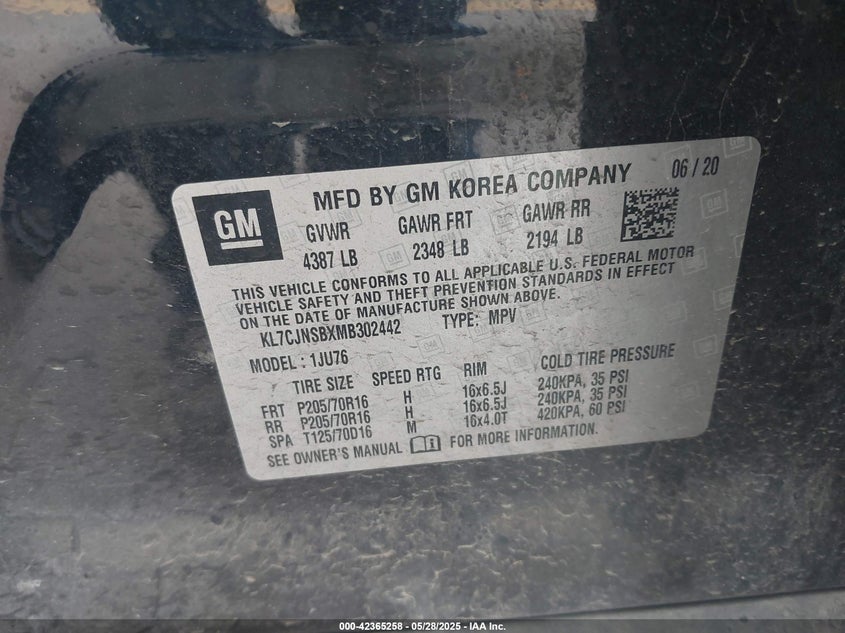 GM
MFD BY GM KOREA COMPANY 06 / 20
GVWR GAWR FRT GAWR RR
4387 LB 2348 LB 2194 LB
THIS VEHICLE CONFORMS TO ALL APPLICABLE U.S. FEDERAL MOTOR
VEHICLE SAFETY AND THEFT PREVENTION STANDARDS IN EFFECT
ON THE DATE OF MANUFACTURE SHOWN ABOVE.
KL7CJNSBXMB302442 TYPE: MPV
MODEL : 1JU76
TIRE SIZE SPEED RTG RIM COLD TIRE PRESSURE
FRT P205/70R16 H 16x6.5J 240KPA, 35 PSI
RR P205/70R16 H 16x6.5J 240KPA, 35 PSI
SPA T125/70D16 M 16x4.0T 420KPA, 60 PSI
SEE OWNER'S MANUAL FOR MORE INFORMATION.
000-42365258 - 05/28/2025 - IAA Inc.